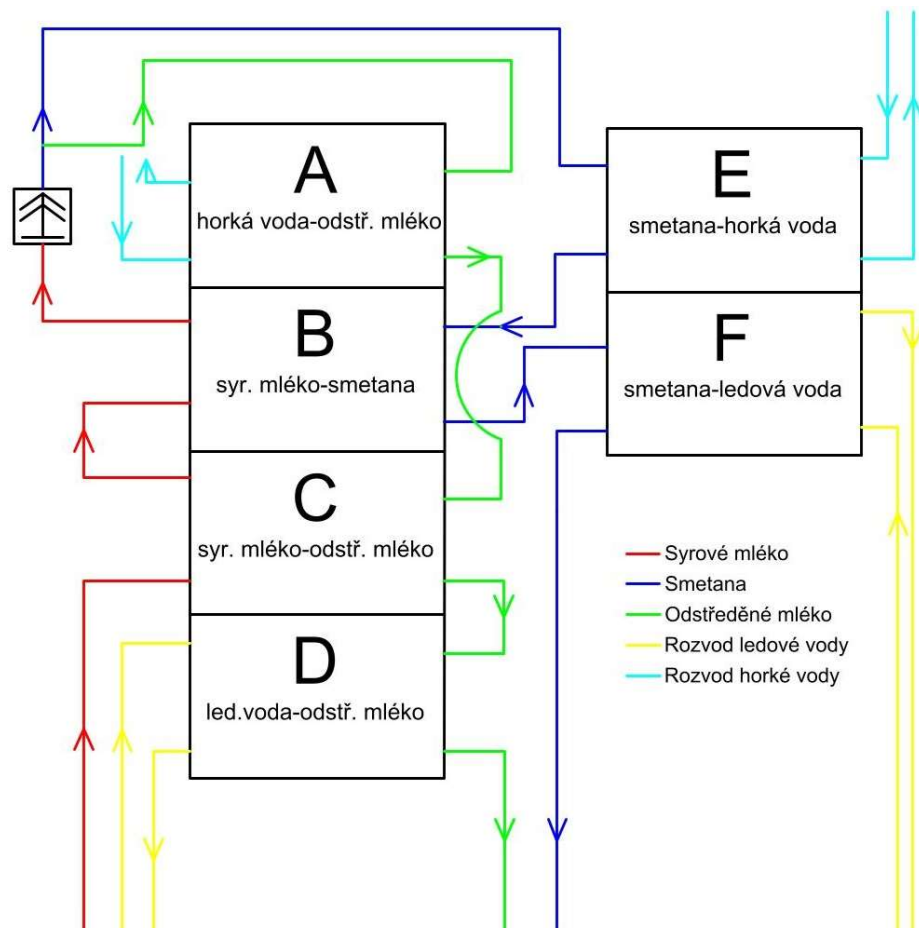 A
horká voda-odstř. mléko
B
syr. mléko-smetana
C
syr. mléko-odstř. mléko
D
led.voda-odstř. mléko
E
smetana-horká voda
F
smetana-ledová voda
Syrové mléko
Smetana
Odstředěné mléko
Rozvod ledové vody
Rozvod horké vody